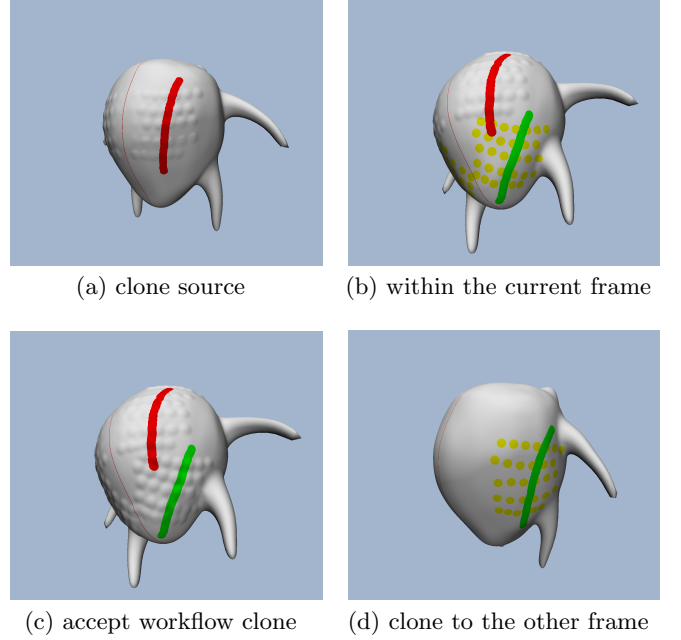 (a) clone source
(b) within the current frame
(c) accept workflow clone
(d) clone to the other frame